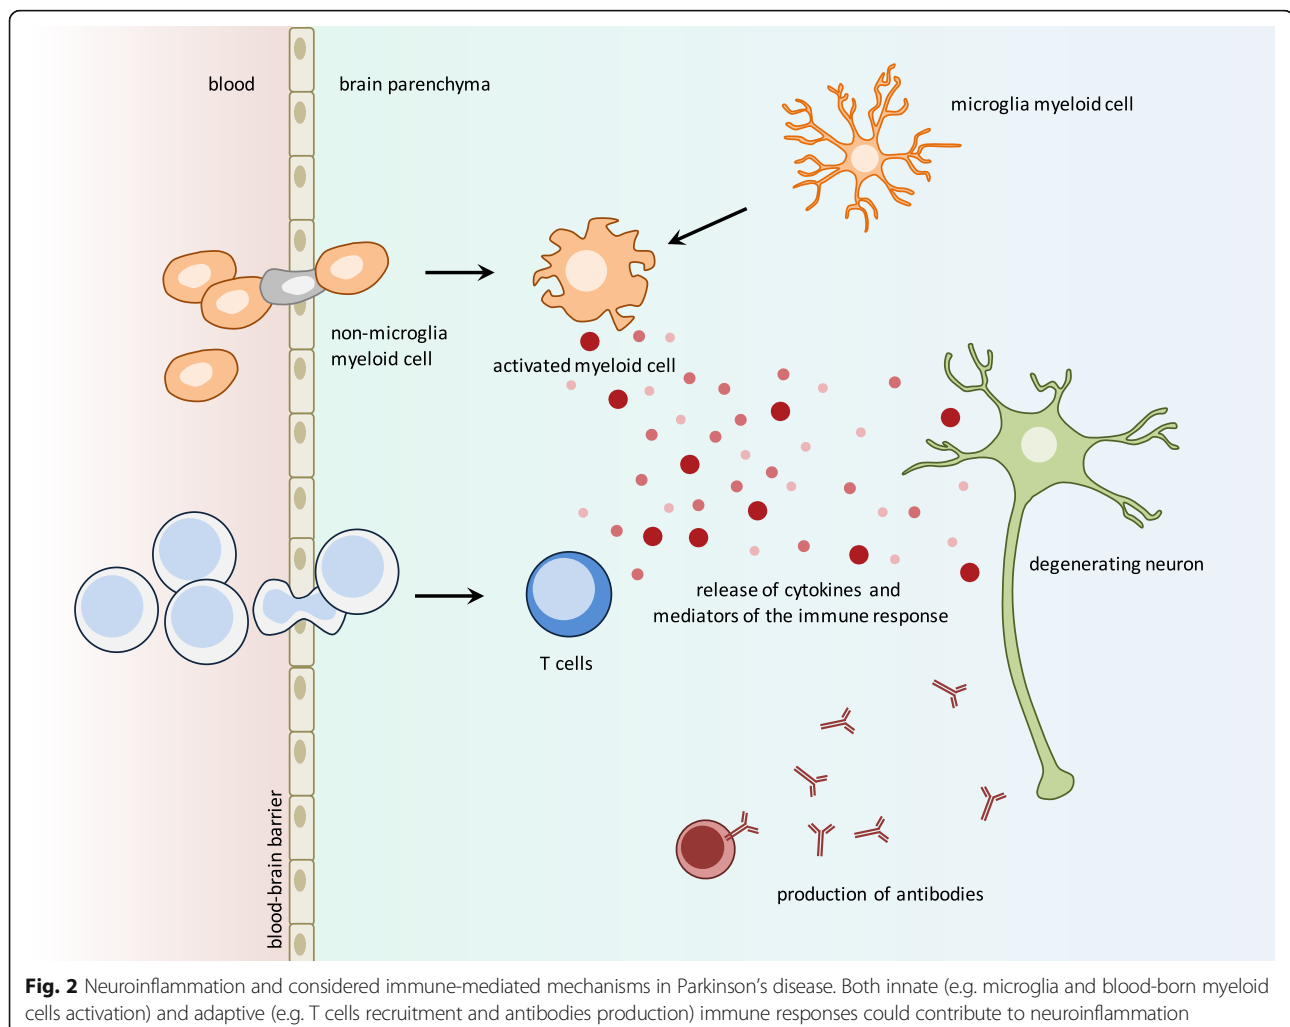 blood
brain parenchyma
microglia myeloid cell
non-microglia
myeloid cell
activated myeloid cell
degenerating neuron
release of cytokines and
mediators of the immune response
T cells
blood-brain barrier
production of antibodies
Fig. 2 Neuroinflammation and considered immune-mediated mechanisms in Parkinson’s disease. Both innate (e.g. microglia and blood-born myeloid
cells activation) and adaptive (e.g. T cells recruitment and antibodies production) immune responses could contribute to neuroinflammation